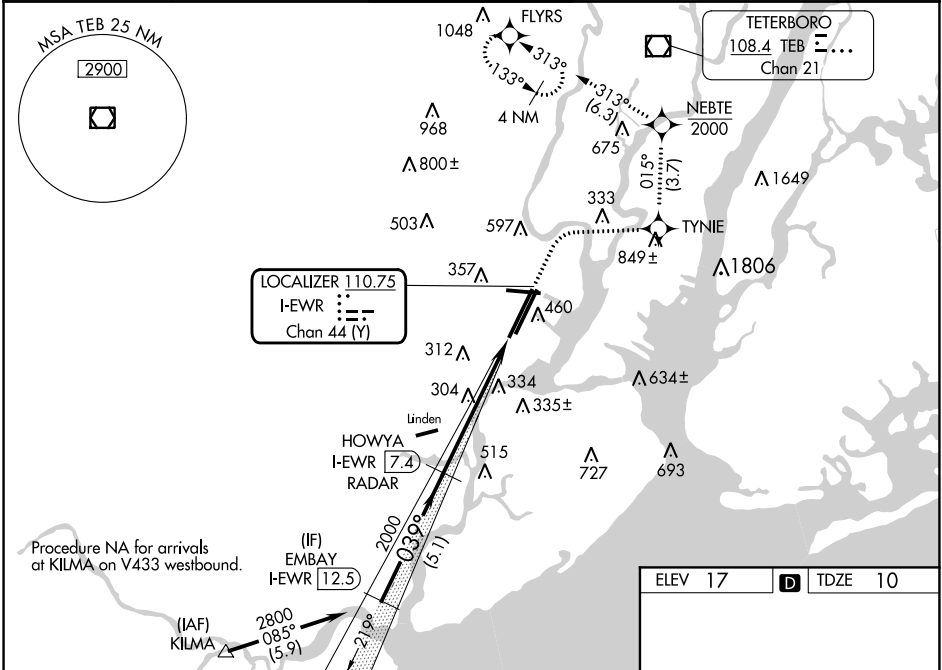 MSA TEB 25 NM
2900
1048
FLYRS
313°
133°
4 NM
313°
(6.3)
TETERBORO
108.4 TEB
Chan 21
NEBTE
2000
968
675
800±
015°
(3.7)
1649
333
503
597
TYNIE
849±
357
1806
LOCALIZER 110.75
I-EWR
Chan 44 (Y)
460
312
304
334
634±
335±
Linden
HOWYA
I-EWR 7.4
RADAR
515
727
693
2000
039°
(5.1)
Procedure NA for arrivals
at KILMA on V433 westbound.
(IF)
EMBAY
I-EWR 12.5
(IAF)
KILMA
2800
085°
(5.9)
219°
ELEV 17 D TDZE 10